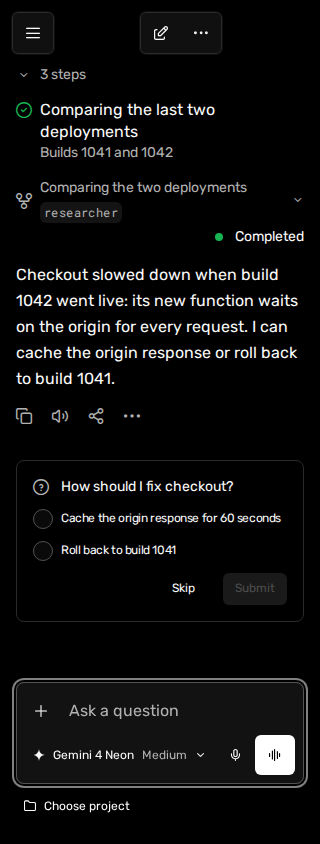 3 steps
Comparing the last two
deployments
Builds 1041 and 1042
Comparing the two deployments
researcher
Completed
Checkout slowed down when build
1042 went live: its new function waits
on the origin for every request. I can
cache the origin response or roll back
to build 1041.
How should I fix checkout?
Cache the origin response for 60 seconds
Roll back to build 1041
Skip
Submit
Ask a question
Gemini 4 Neon Medium
Choose project